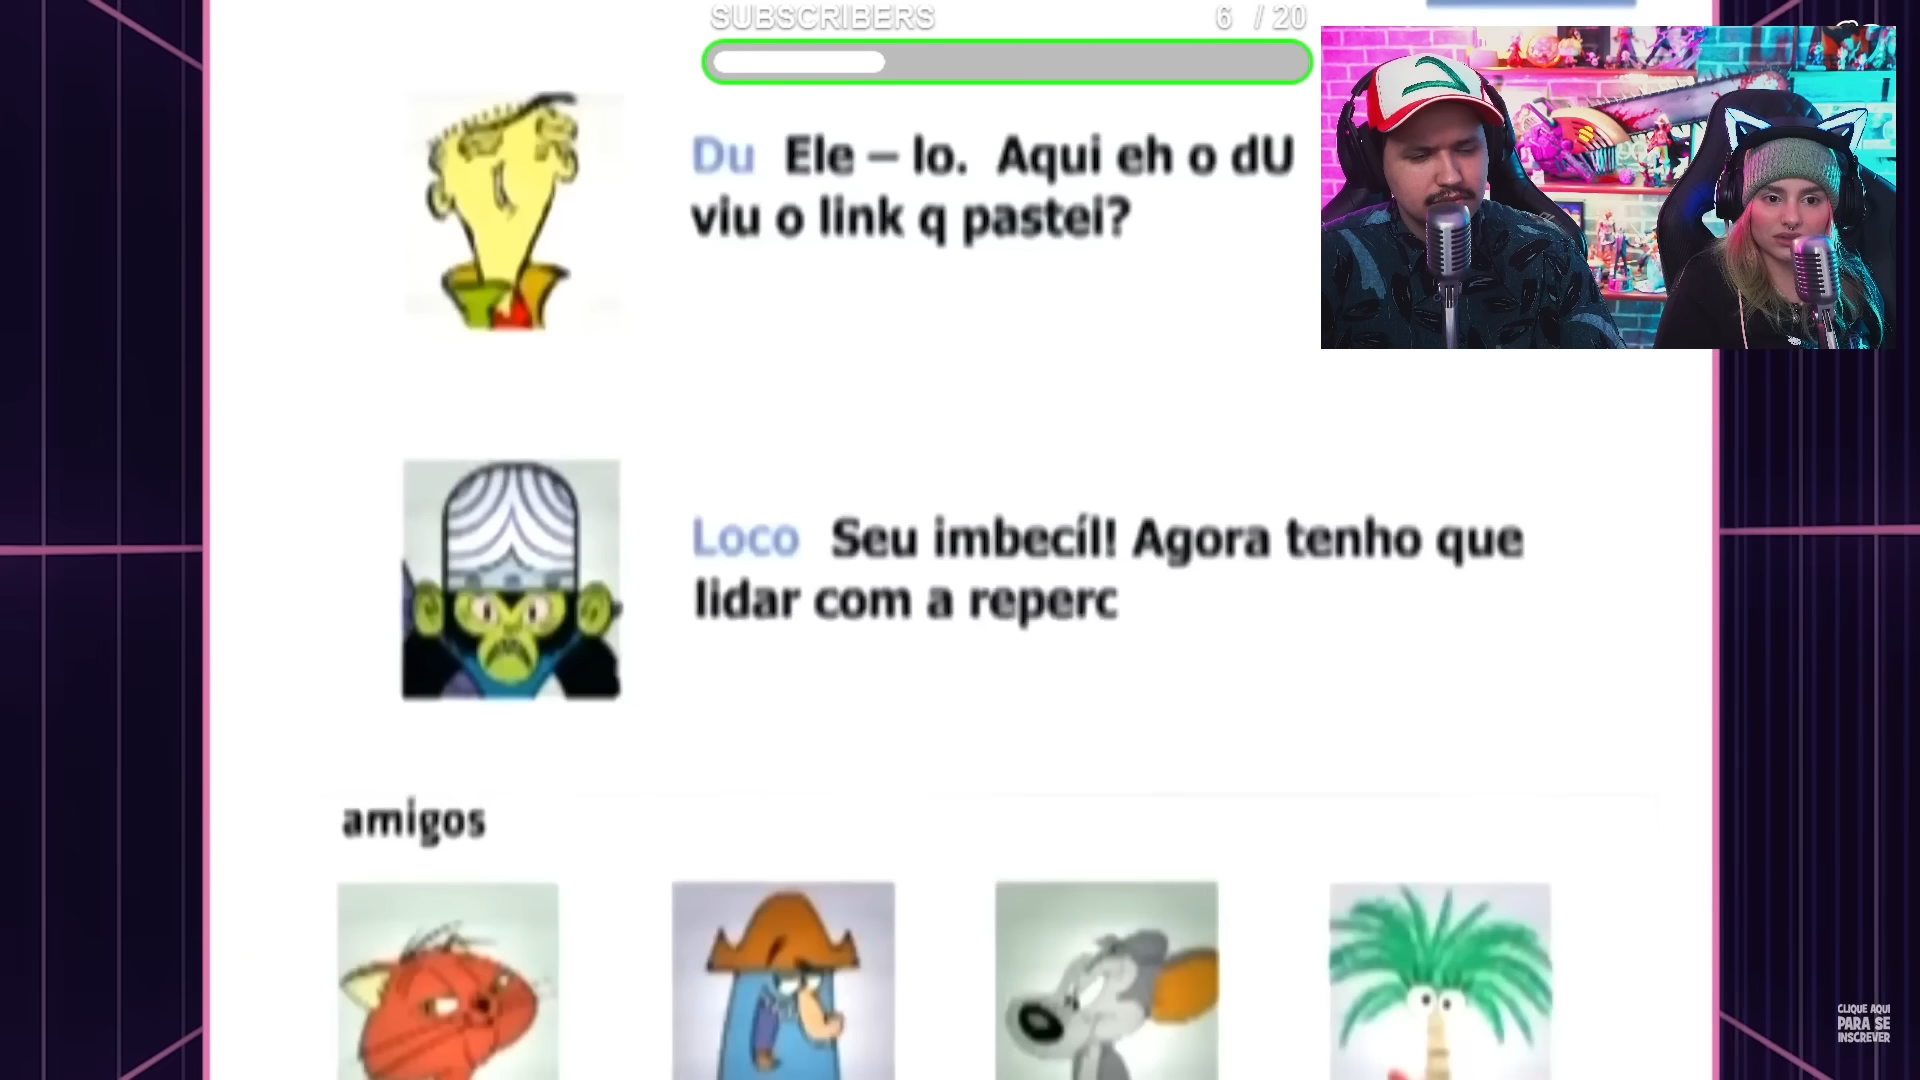 SUBSCRIBERS 6 / 20
Du Ele – lo. Aqui eh o dU
viu o link q pastei?
Loco Seu imbecíl! Agora tenho que
lidar com a reperc
amigos
CLIQUE AQUI
PARA SE
INSCREVER